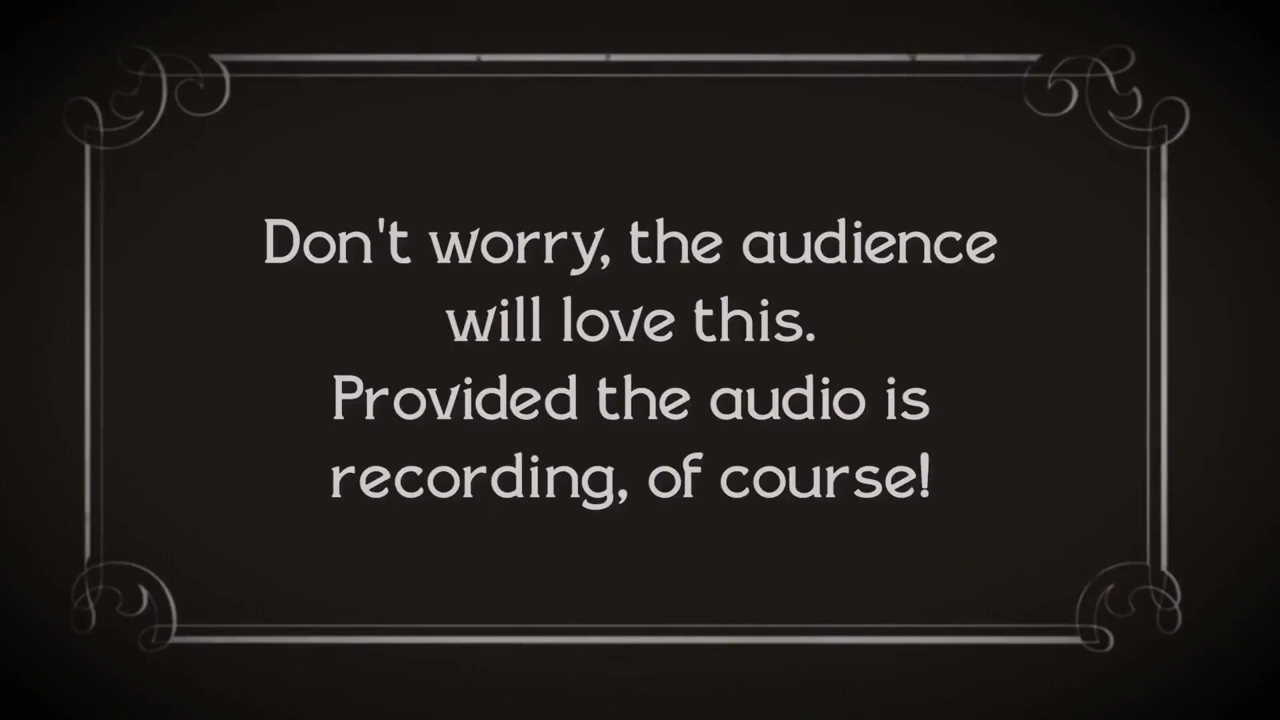 Don't worry, the audience
will love this.
Provided the audio is
recording, of course!